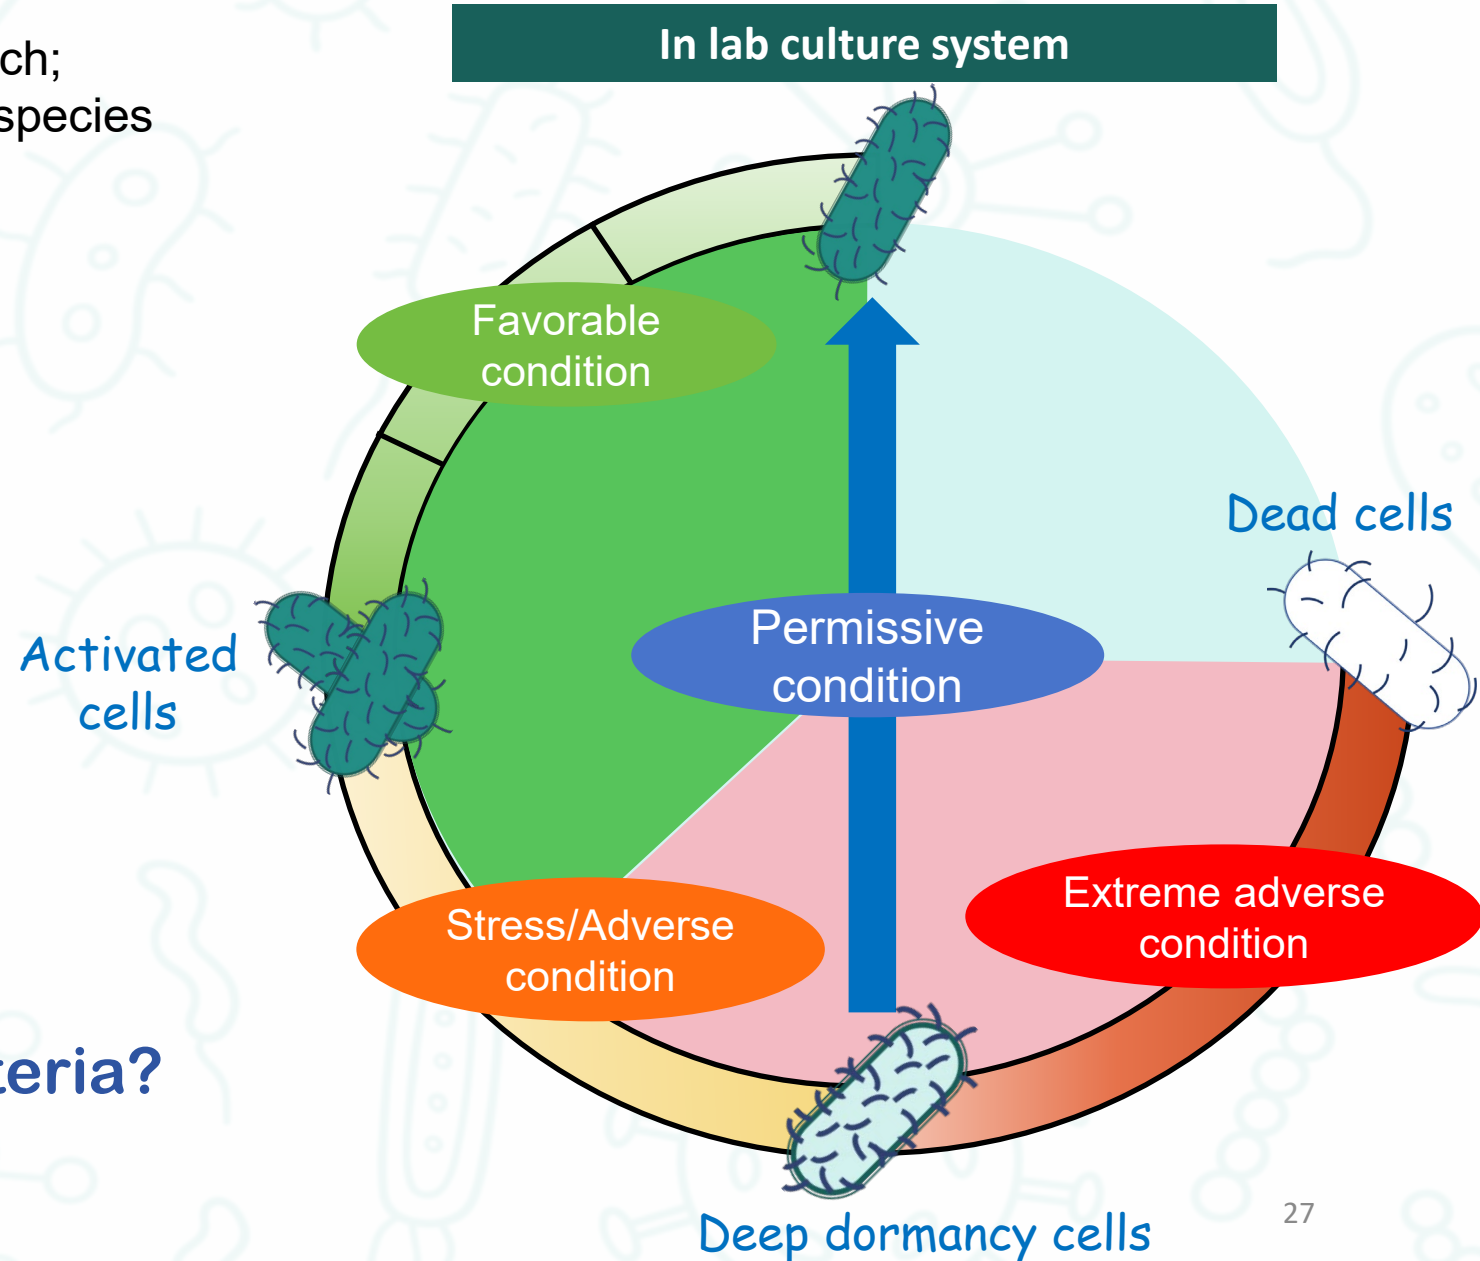 ch;
species
In lab culture system
Favorable
condition
Dead cells
Permissive
condition
Activated
cells
Extreme adverse
condition
Stress/Adverse
condition
teria?
Deep dormancy cells
27